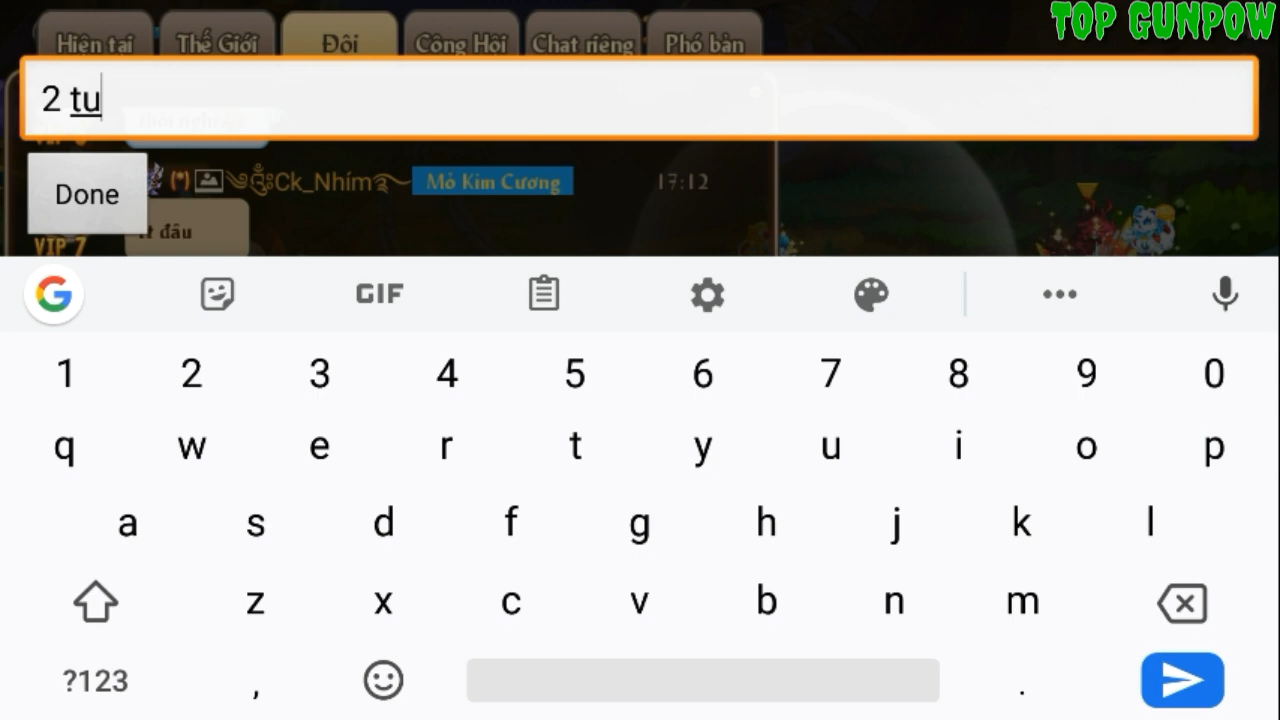 TOP GUNPOW
Hiện tại Thế Giới Đội Công Hội Chat riêng Phó bản
2 tu
Done
Ck_Nhím Mỏ Kim Cương 17:12
VIP 7 đâu
GIF
1 2 3 4 5 6 7 8 9 0
q w e r t y u i o p
a s d f g h j k l
z x c v b n m
?123 , .